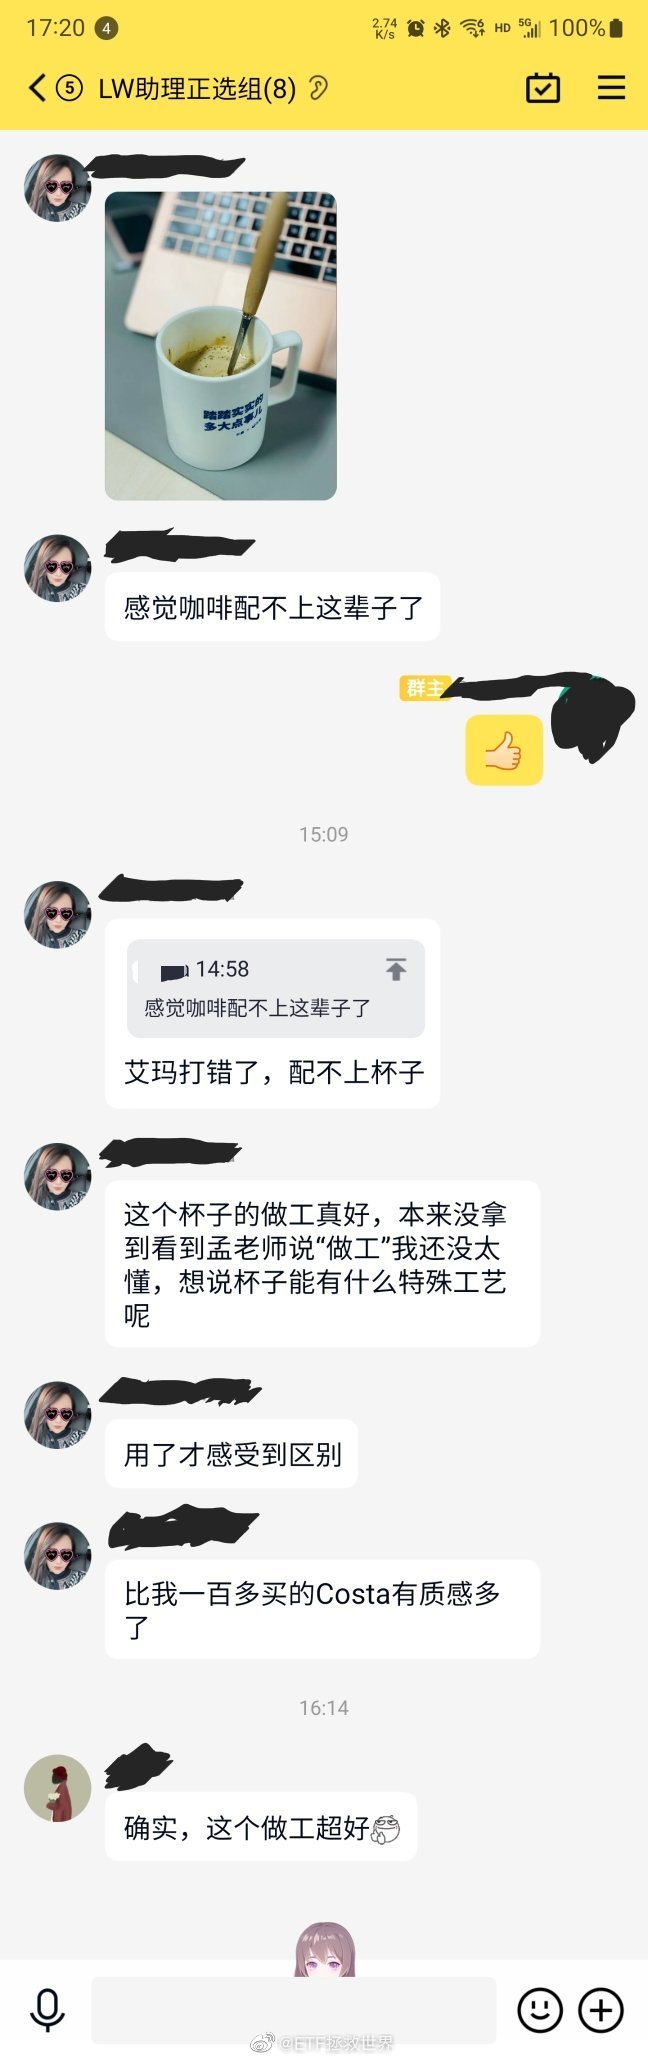 17:20 4 2.74 K/s 6 HD 5G 100%
5 LW助理正选组(8)
踏踏实实的
多大点事儿
感觉咖啡配不上这辈子了
群主
15:09
14:58
感觉咖啡配不上这辈子了
艾玛打错了，配不上杯子
这个杯子的做工真好，本来没拿
到看到孟老师说“做工”我还没太
懂，想说杯子能有什么特殊工艺
呢
用了才感受到区别
比我一百多买的Costa有质感多
了
16:14
确实，这个做工超好
@ETF拯救世界